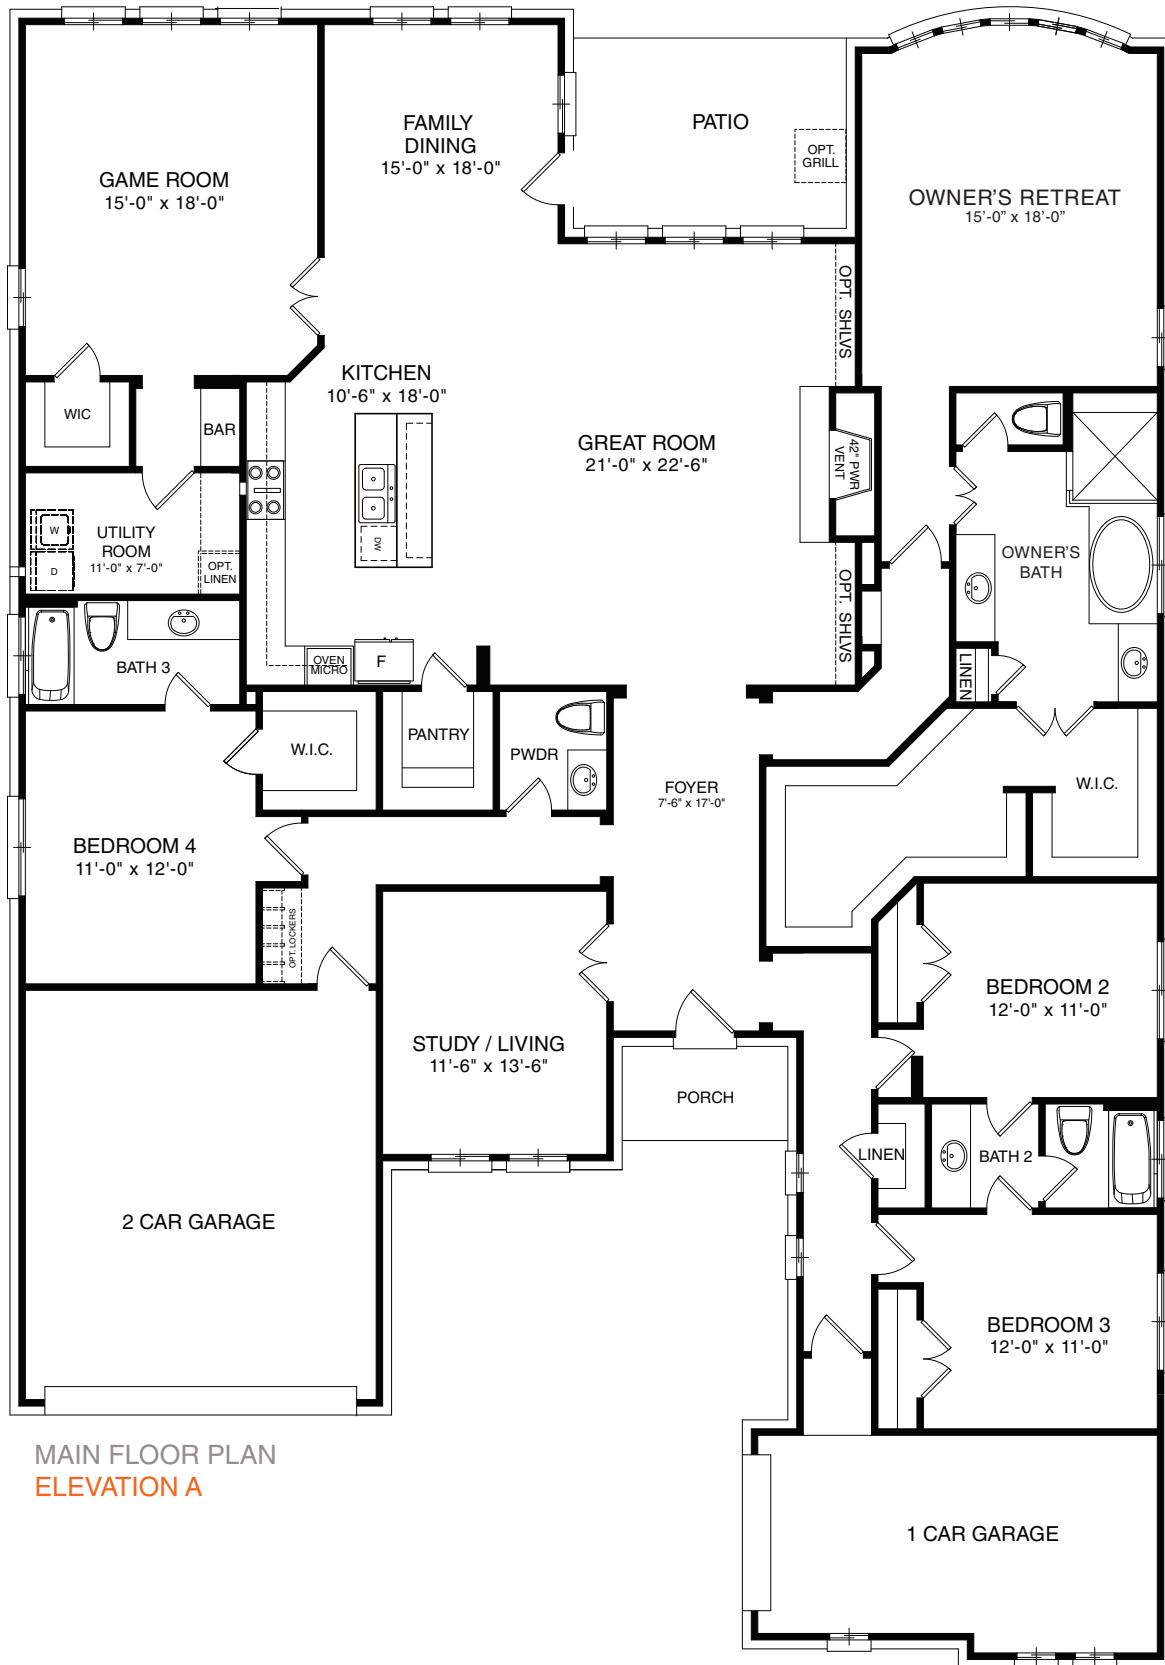 GAME ROOM
15'-0" x 18'-0"
FAMILY
DINING
15'-0" x 18'-0"
PATIO
OPT.
GRILL
OWNER'S RETREAT
15'-0" x 18'-0"
OPT. SHLVS
KITCHEN
10'-6" x 18'-0"
WIC
BAR
GREAT ROOM
21'-0" x 22'-6"
42" PWR
VENT
W
D
UTILITY
ROOM
11'-0" x 7'-0"
OPT.
LINEN
DW
OWNER'S
BATH
OPT. SHLVS
BATH 3
OVEN
MICRO
F
LINEN
W.I.C.
PANTRY
PWDR
FOYER
7'-6" x 17'-0"
W.I.C.
BEDROOM 4
11'-0" x 12'-0"
OPT. LOCKERS
BEDROOM 2
12'-0" x 11'-0"
STUDY / LIVING
11'-6" x 13'-6"
PORCH
LINEN
BATH 2
2 CAR GARAGE
BEDROOM 3
12'-0" x 11'-0"
MAIN FLOOR PLAN
ELEVATION A
1 CAR GARAGE